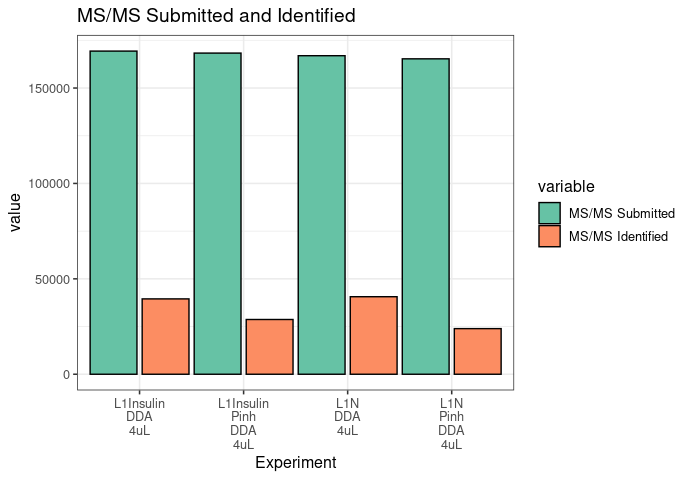 MS/MS Submitted and Identified
value
150000
100000
50000
0
L1Insulin
DDA
4uL
L1Insulin
Pinh
DDA
4uL
L1N
DDA
4uL
L1N
Pinh
DDA
4uL
Experiment
variable
MS/MS Submitted
MS/MS Identified